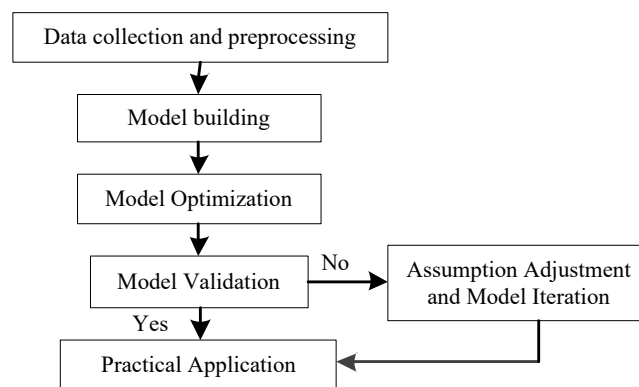 Data collection and preprocessing
Model building
Model Optimization
Model Validation
No
Assumption Adjustment
and Model Iteration
Yes
Practical Application